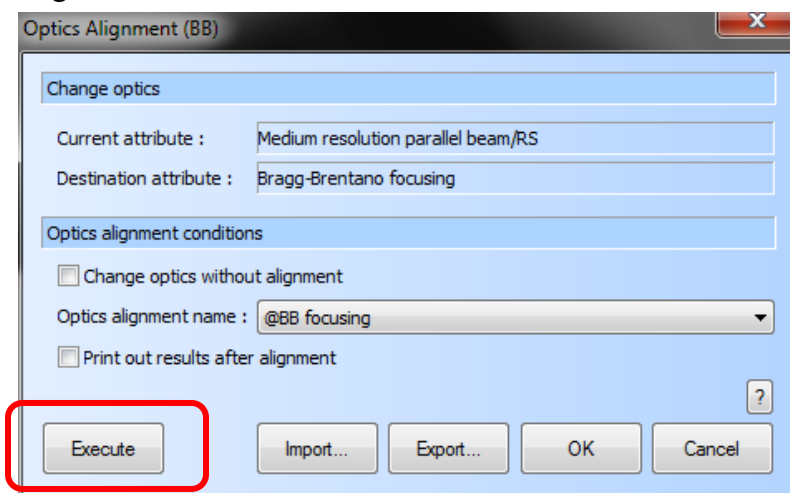 Optics Alignment (BB)
Change optics
Current attribute : Medium resolution parallel beam/RS
Destination attribute : Bragg-Brentano focusing
Optics alignment conditions
Change optics without alignment
Optics alignment name : @BB focusing
Print out results after alignment
?
Execute Import... Export... OK Cancel